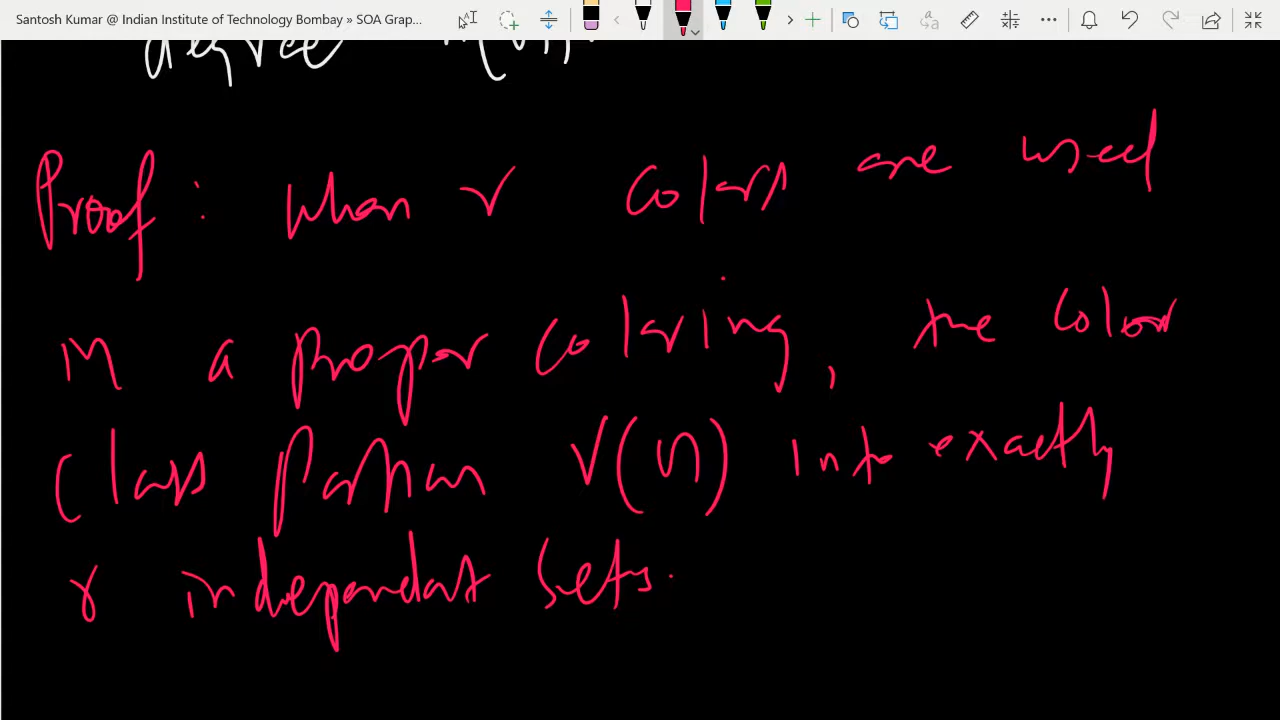 Santosh Kumar @ Indian Institute of Technology Bombay » SOA Grap...
degree
Proof: When r colors are used
in a proper coloring, the color
class Partition V(G) into exactly
r independent sets.